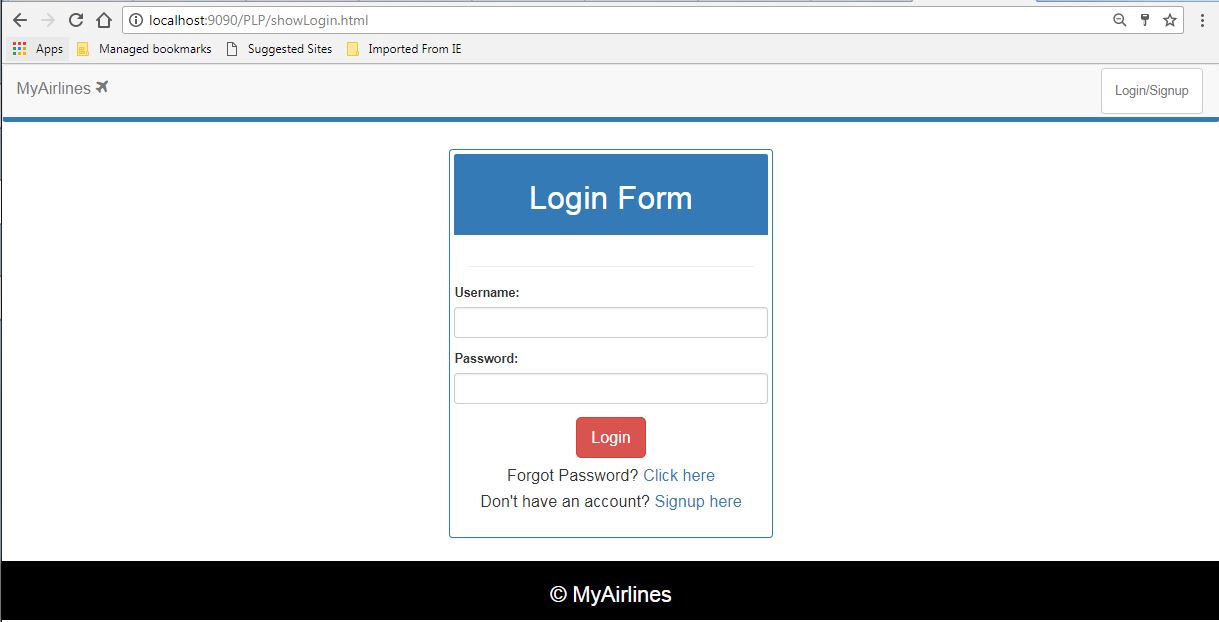 localhost:9090/PLP/showLogin.html
Apps Managed bookmarks Suggested Sites Imported From IE
MyAirlines Login/Signup
Login Form
Username:
Password:
Login
Forgot Password? Click here
Don't have an account? Signup here
© MyAirlines